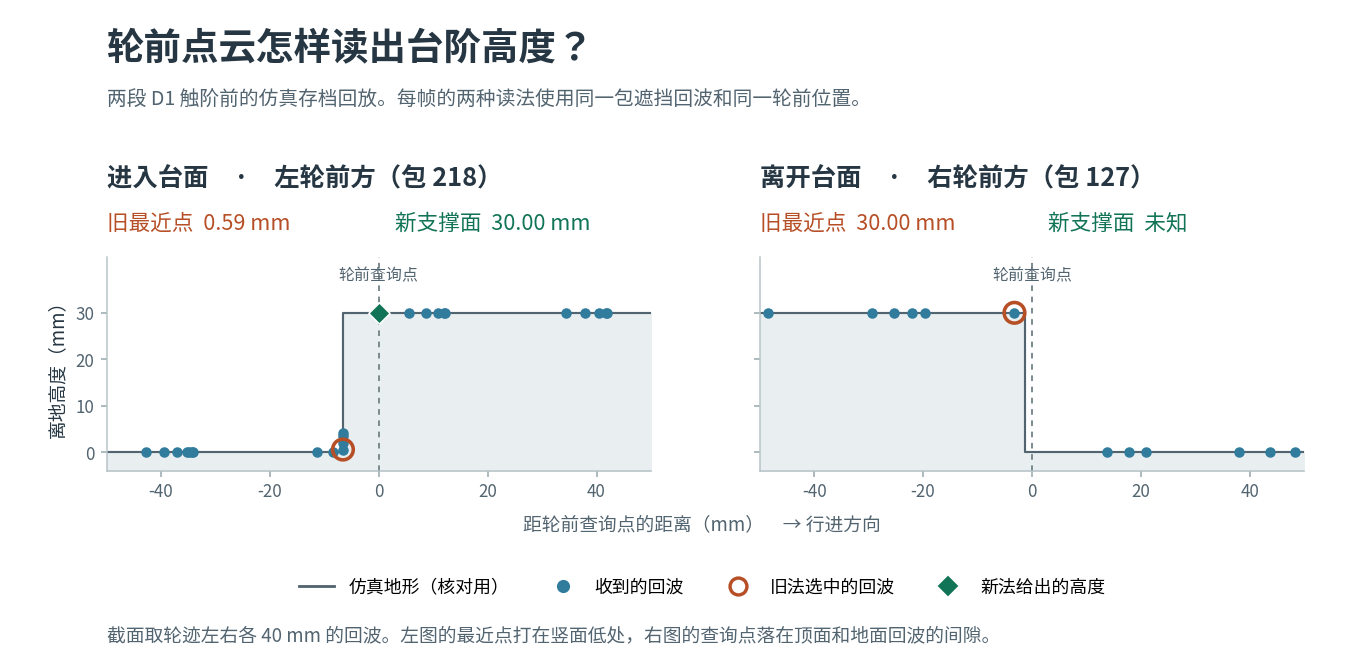 轮前点云怎样读出台阶高度？
两段 D1 触阶前的仿真存档回放。每帧的两种读法使用同一包遮挡回波和同一轮前位置。
进入台面 · 左轮前方（包 218）
旧最近点 0.59 mm 新支撑面 30.00 mm
轮前查询点
离地高度（mm）
30
20
10
0
-40 -20 0 20 40
离开台面 · 右轮前方（包 127）
旧最近点 30.00 mm 新支撑面 未知
轮前查询点
-40 -20 0 20 40
距轮前查询点的距离（mm） → 行进方向
仿真地形（核对用） 收到的回波 旧法选中的回波 新法给出的高度
截面取轮迹左右各 40 mm 的回波。左图的最近点打在竖面低处，右图的查询点落在顶面和地面回波的间隙。